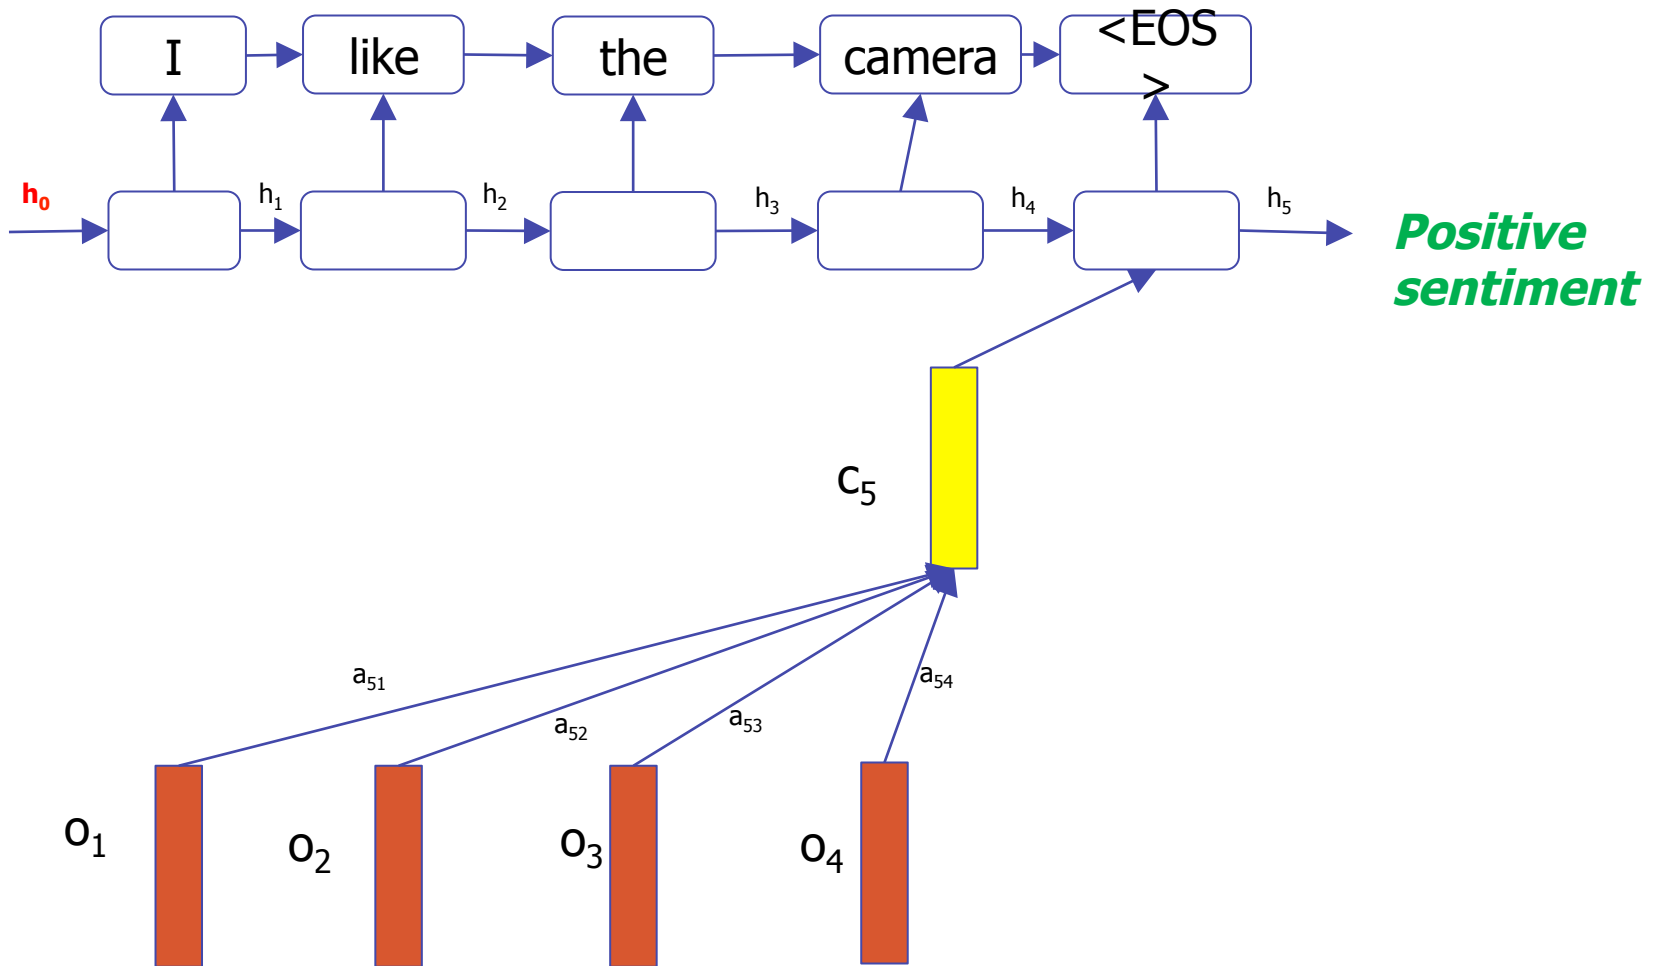 I like the camera <EOS
>
h₀ h₁ h₂ h₃ h₄ h₅
Positive
sentiment
c₅
a₅₁ a₅₂ a₅₃ a₅₄
o₁ o₂ o₃ o₄